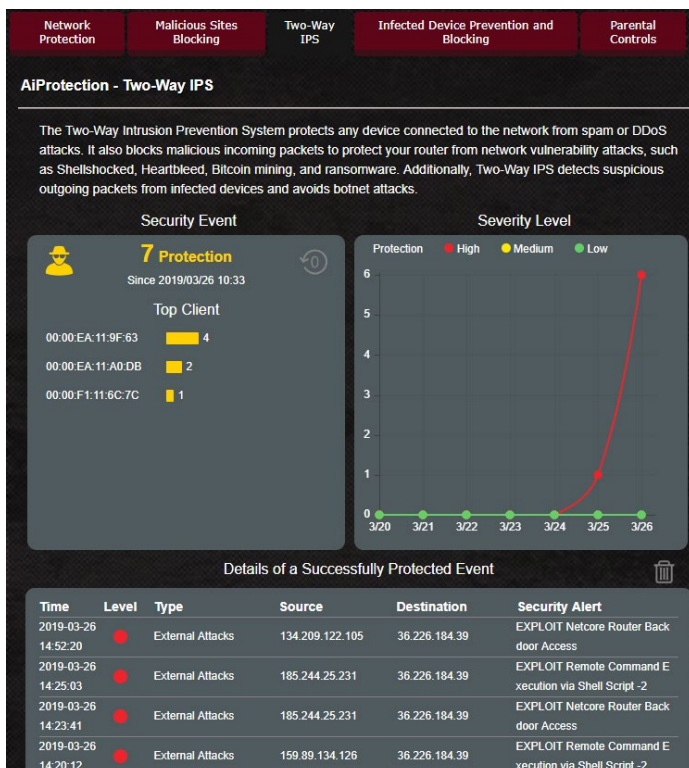 Network Protection
Malicious Sites Blocking
Two-Way IPS
Infected Device Prevention and Blocking
Parental Controls
AiProtection - Two-Way IPS
The Two-Way Intrusion Prevention System protects any device connected to the network from spam or DDoS
attacks. It also blocks malicious incoming packets to protect your router from network vulnerability attacks, such
as Shellshocked, Heartbleed, Bitcoin mining, and ransomware. Additionally, Two-Way IPS detects suspicious
outgoing packets from infected devices and avoids botnet attacks.
Security Event
7 Protection
0
Since 2019/03/26 10:33
Top Client
00:00:EA:11:9F:63 4
00:00:EA:11:A0:DB 2
00:00:F1:11:6C:7C 1
Severity Level
Protection High Medium Low
6
5
4
3
2
1
0
3/20 3/21 3/22 3/23 3/24 3/25 3/26
Details of a Successfully Protected Event
Time Level Type Source Destination Security Alert
2019-03-26 14:52:20 External Attacks 134.209.122.105 36.226.184.39 EXPLOIT Netcore Router Back door Access
2019-03-26 14:25:03 External Attacks 185.244.25.231 36.226.184.39 EXPLOIT Remote Command E xecution via Shell Script -2
2019-03-26 14:23:41 External Attacks 185.244.25.231 36.226.184.39 EXPLOIT Netcore Router Back door Access
2019-03-26 14:20:12 External Attacks 159.89.134.126 36.226.184.39 EXPLOIT Remote Command E xecution via Shell Script -2